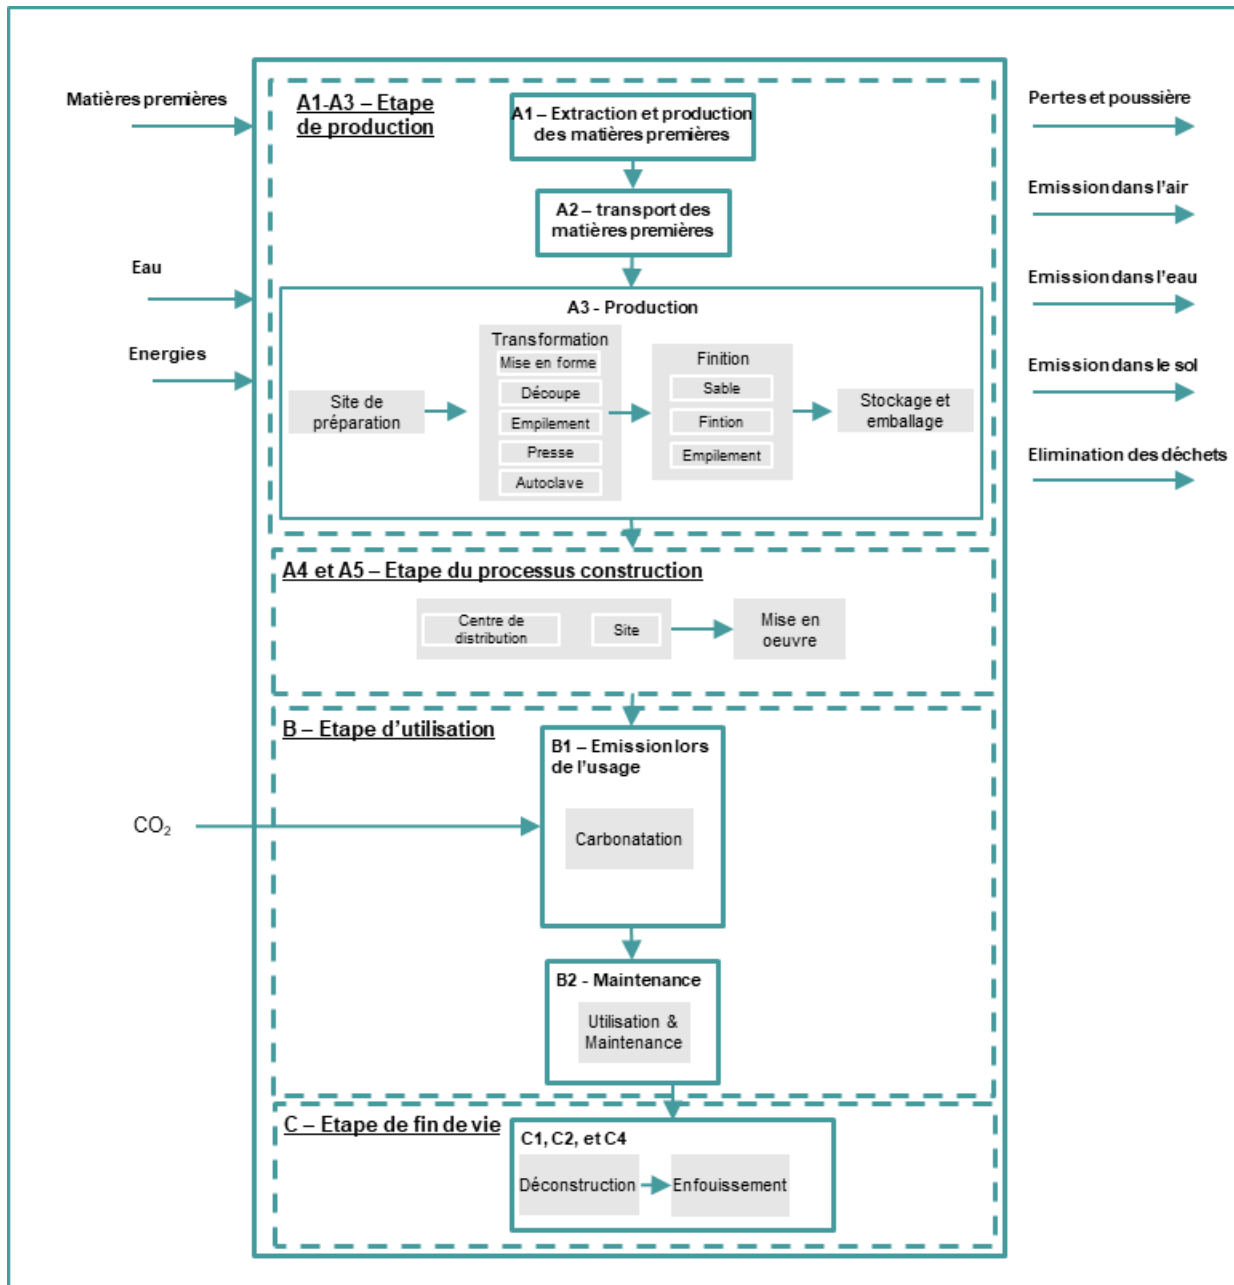 Matières premières
Eau
Energies
A1-A3 – Etape
de production
A1 – Extraction et production
des matières premières
A2 – transport des
matières premières
A3 - Production
Site de
préparation
Transformation
Mise en forme
Découpe
Empilement
Presse
Autoclave
Finition
Sable
Fintion
Empilement
Stockage et
emballage
Pertes et poussière
Emission dans l'air
Emission dans l'eau
Emission dans le sol
Elimination des déchets
A4 et A5 – Etape du processus construction
Centre de
distribution
Site
Mise en
oeuvre
B – Etape d'utilisation
B1 – Emission lors
de l'usage
CO₂
Carbonatation
B2 - Maintenance
Utilisation &
Maintenance
C – Etape de fin de vie
C1, C2, et C4
Déconstruction
Enfouissement